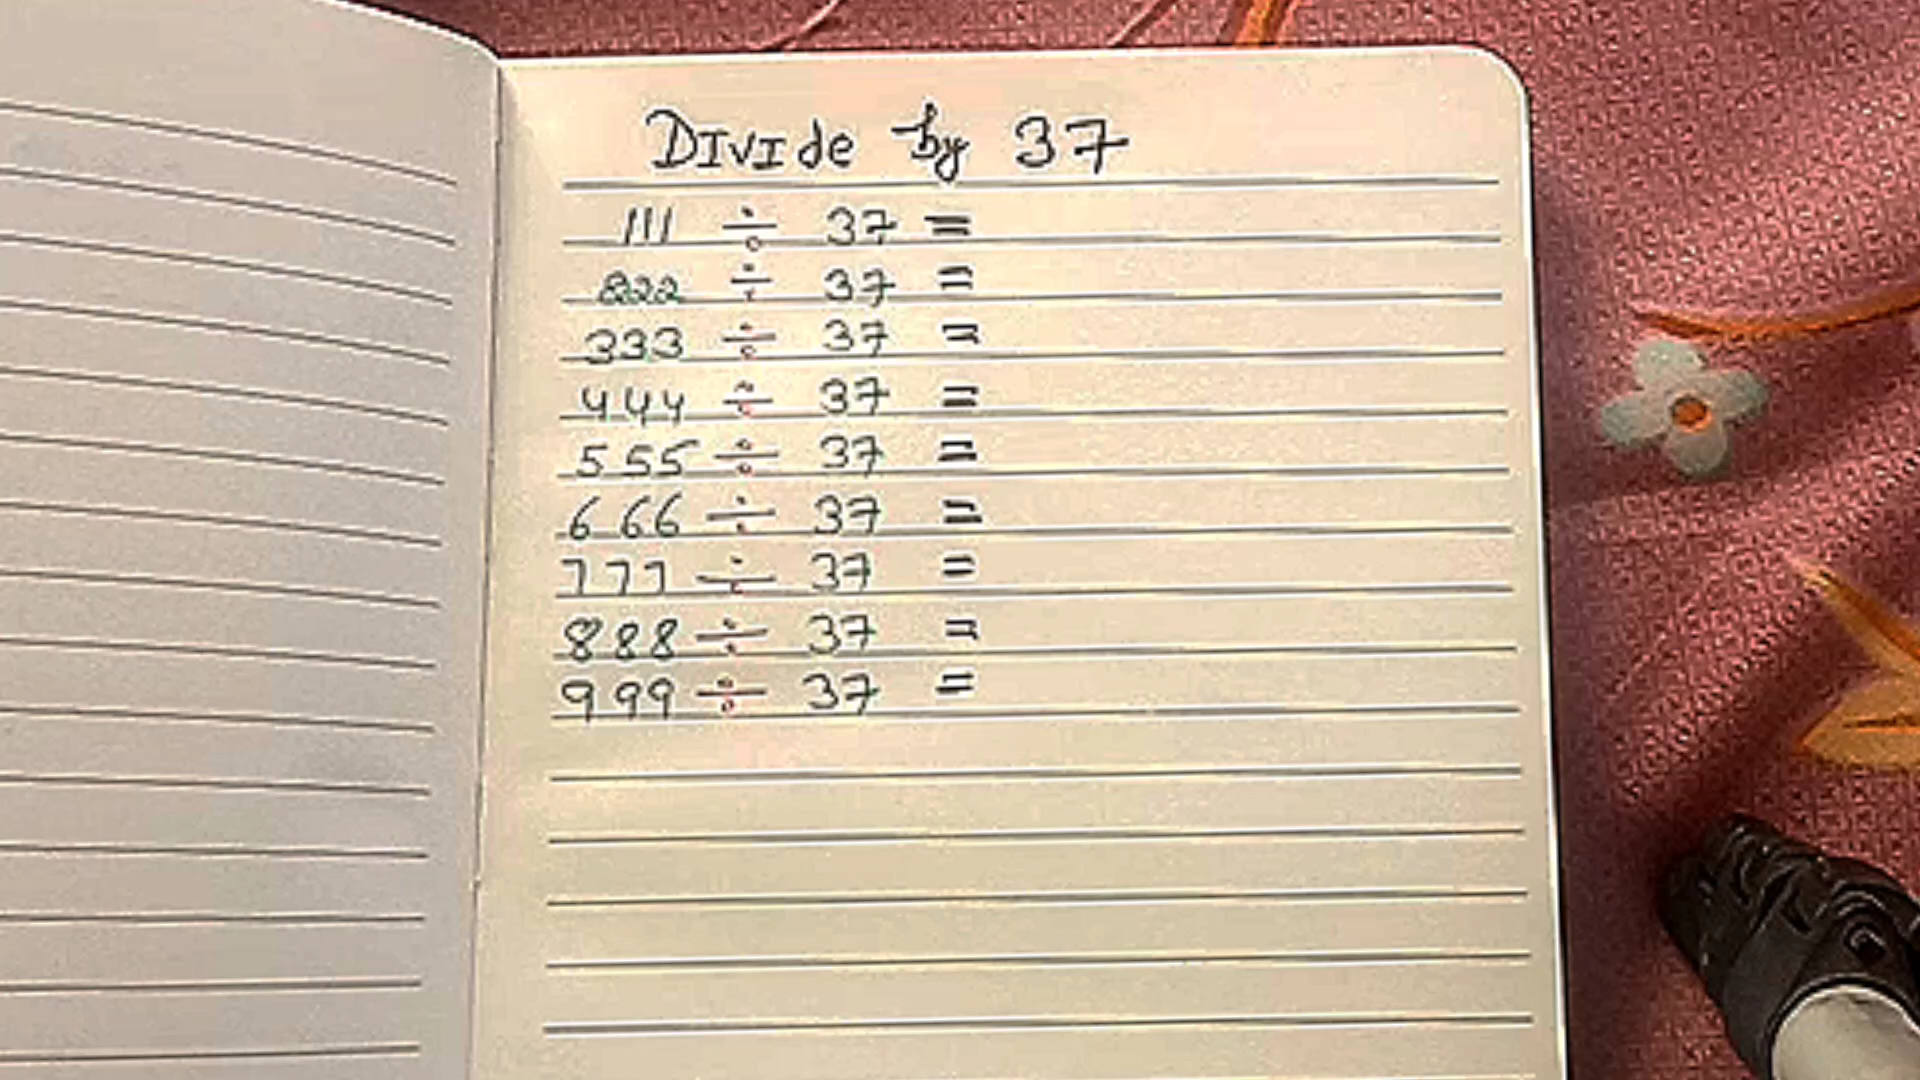 DIVIde by 37
111 ÷ 37 =
222 ÷ 37 =
333 ÷ 37 =
444 ÷ 37 =
555 ÷ 37 =
666 ÷ 37 =
777 ÷ 37 =
888 ÷ 37 =
999 ÷ 37 =